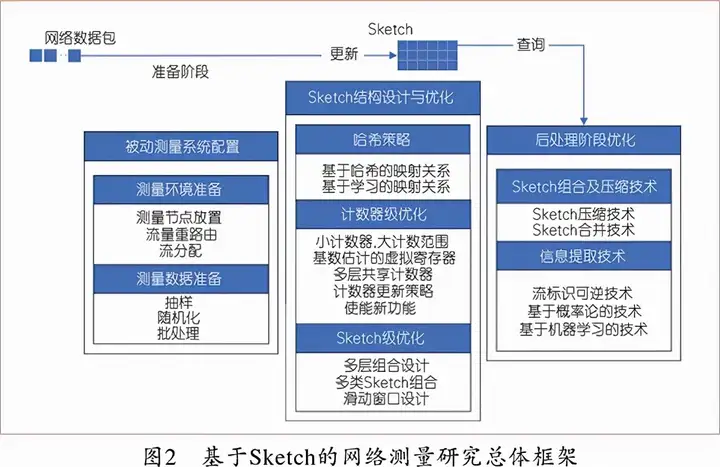 网络数据包
准备阶段
更新
Sketch
查询
被动测量系统配置
测量环境准备
测量节点放置
流量重路由
流分配
测量数据准备
抽样
随机化
批处理
Sketch结构设计与优化
哈希策略
基于哈希的映射关系
基于学习的映射关系
计数器级优化
小计数器,大计数范围
基数估计的虚拟寄存器
多层共享计数器
计数器更新策略
使能新功能
Sketch级优化
多层组合设计
多类Sketch组合
滑动窗口设计
后处理阶段优化
Sketch组合及压缩技术
Sketch压缩技术
Sketch合并技术
信息提取技术
流标识可逆技术
基于概率论的技术
基于机器学习的技术
图2 基于Sketch的网络测量研究总体框架